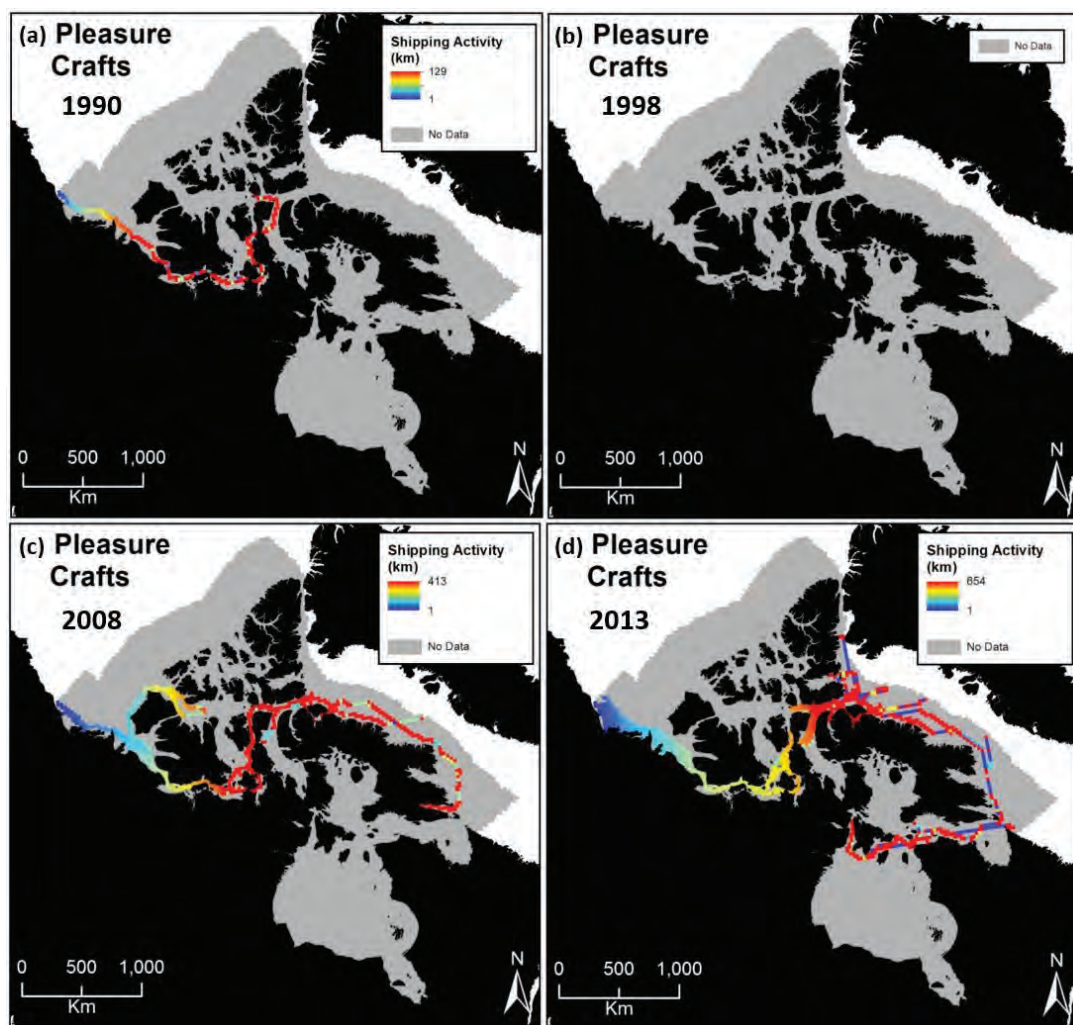 (a) Pleasure
Crafts
1990
Shipping Activity
(km)
129
1
No Data
0 500 1,000
Km
N
(b) Pleasure
Crafts
1998
No Data
0 500 1,000
Km
N
(c) Pleasure
Crafts
2008
Shipping Activity
(km)
413
1
No Data
0 500 1,000
Km
N
(d) Pleasure
Crafts
2013
Shipping Activity
(km)
654
1
No Data
0 500 1,000
Km
N